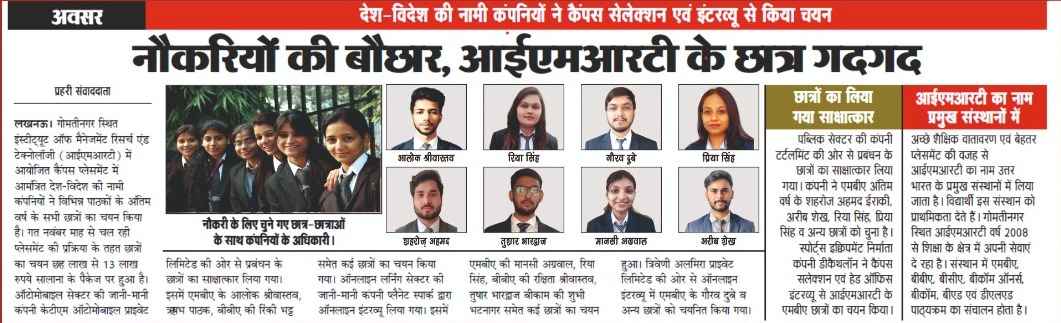 अवसर
देश-विदेश की नामी कंपनियों ने कैंपस सेलेक्शन एवं इंटरव्यू से किया चयन
नौकरियों की बौछार, आईएमआरटी के छात्र गदगद
प्रहरी संवाददाता
लखनऊ। गोमतीनगर स्थित
इंस्टीट्यूट ऑफ मैनेजमेंट रिसर्च एंड
टेक्नोलॉजी (आईएमआरटी) में
आयोजित कैंपस प्लेसमेंट में
आमंत्रित देश-विदेश की नामी
कंपनियों ने विभिन्न पाठकों के अंतिम
वर्ष के सभी छात्रों का चयन किया
है। गत नवंबर माह से चल रही
प्लेसमेंट की प्रक्रिया के तहत छात्रों
का चयन छह लाख से 13 लाख
रुपये सालाना के पैकेज पर हुआ है।
ऑटोमोबाइल सेक्टर की जानी-मानी
कंपनी केटीएम ऑटोमोबाइल प्राइवेट
नौकरी के लिए चुने गए छात्र-छात्राओं
के साथ कंपनियों के अधिकारी।
आलोक श्रीवास्तव
रिया सिंह
गौरव दुबे
प्रिया सिंह
शहरोज अहमद
तुषार भारद्वाज
मानसी अग्रवाल
अरीब शेख
लिमिटेड की ओर से प्रबंधन के
छात्रों का साक्षात्कार लिया गया।
इसमें एमबीए के आलोक श्रीवास्तव,
ऋषभ पाठक, बीबीए की रिंकी भट्ट
समेत कई छात्रों का चयन किया
गया। ऑनलाइन लर्निंग सेक्टर की
जानी-मानी कंपनी प्लैनेट स्पार्क द्वारा
ऑनलाइन इंटरव्यू लिया गया। इसमें
एमबीए की मानसी अग्रवाल, रिया
सिंह, बीबीए की रक्षिता श्रीवास्तव,
तुषार भारद्वाज बीकाम की शुभी
भटनागर समेत कई छात्रों का चयन
हुआ। त्रिवेणी अलमिरा प्राइवेट
लिमिटेड की ओर से ऑनलाइन
इंटरव्यू में एमबीए के गौरव दुबे व
अन्य छात्रों को चयनित किया गया।
छात्रों का लिया
गया साक्षात्कार
पब्लिक सेक्टर की कंपनी
टर्टलमिंट की ओर से प्रबंधन के
छात्रों का साक्षात्कार लिया
गया। कंपनी ने एमबीए अंतिम
वर्ष के शहरोज अहमद ईराकी,
अरीब शेख, रिया सिंह, प्रिया
सिंह व अन्य छात्रों को चुना है।
स्पोर्ट्स इक्विपमेंट निर्माता
कंपनी डीकैथलॉन ने कैंपस
सलेक्शन एवं हेड ऑफिस
इंटरव्यू से आईएमआरटी के
एमबीए छात्रों का चयन किया।
आईएमआरटी का नाम
प्रमुख संस्थानों में
अच्छे शैक्षिक वातावरण एवं बेहतर
प्लेसमेंट की वजह से
आईएमआरटी का नाम उत्तर
भारत के प्रमुख संस्थानों में लिया
जाता है। विद्यार्थी इस संस्थान को
प्राथमिकता देते हैं। गोमतीनगर
स्थित आईएमआरटी वर्ष 2008
से शिक्षा के क्षेत्र में अपनी सेवाएं
दे रहा है। संस्थान में एमबीए,
बीबीए, बीसीए, बीकॉम ऑनर्स,
बीकॉम, बीएड एवं डीएलएड
पाठ्यक्रम का संचालन होता है।